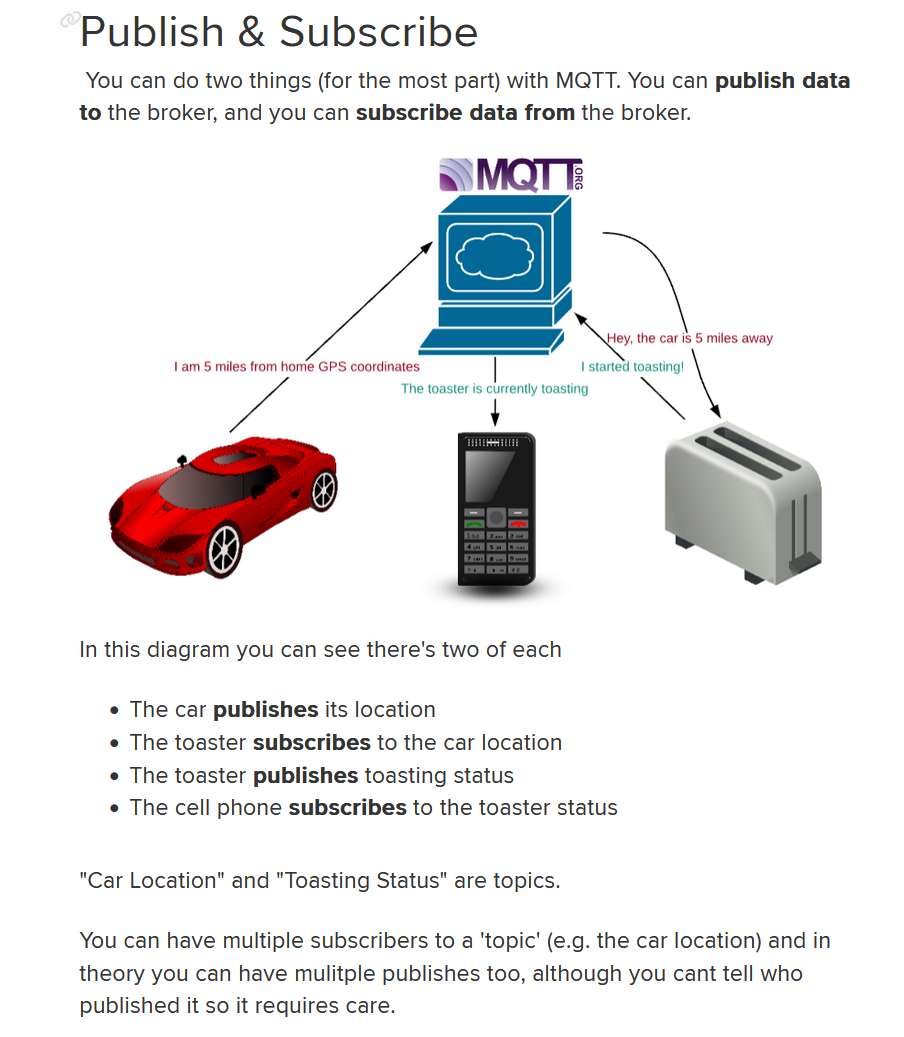 Publish & Subscribe
You can do two things (for the most part) with MQTT. You can publish data
to the broker, and you can subscribe data from the broker.
MQTT.ORG
Hey, the car is 5 miles away
I am 5 miles from home GPS coordinates
I started toasting!
The toaster is currently toasting
In this diagram you can see there's two of each
• The car publishes its location
• The toaster subscribes to the car location
• The toaster publishes toasting status
• The cell phone subscribes to the toaster status
"Car Location" and "Toasting Status" are topics.
You can have multiple subscribers to a 'topic' (e.g. the car location) and in
theory you can have mulitple publishes too, although you cant tell who
published it so it requires care.